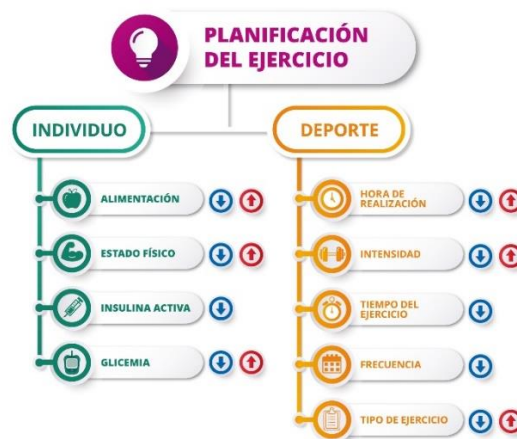 PLANIFICACIÓN
DEL EJERCICIO
INDIVIDUO
ALIMENTACIÓN
ESTADO FÍSICO
INSULINA ACTIVA
GLICEMIA
DEPORTE
HORA DE
REALIZACIÓN
INTENSIDAD
TIEMPO DEL
EJERCICIO
FRECUENCIA
TIPO DE EJERCICIO